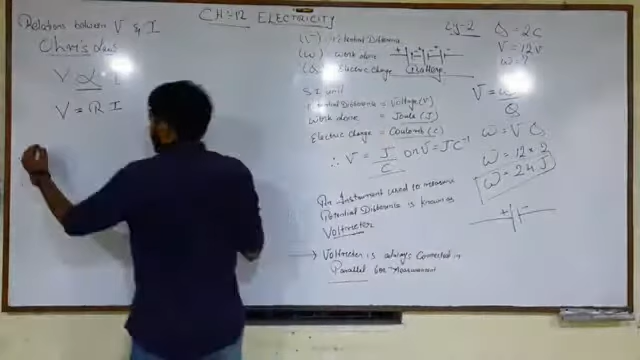 CH=12 ELECTRICITY
Relation between V & I
Ohm's Law
V ∝ I
V = R I
(V) = Potential Difference
(W) = Work done
Electric charge
Battery
S I unit
Potential Difference = Voltage (V)
Work done = Joule (J)
Electric charge = Coulomb (C)
∴ V = J/C or V = JC⁻¹
The Instrument used to measure
Potential Difference is known as
Voltmeter
→ Voltmeter is always connected in
Parallel for Measurement
Q = 2C
V = 12V
W = ?
V = W/Q
W = V Q
W = 12 × 2
W = 24 J
+ -